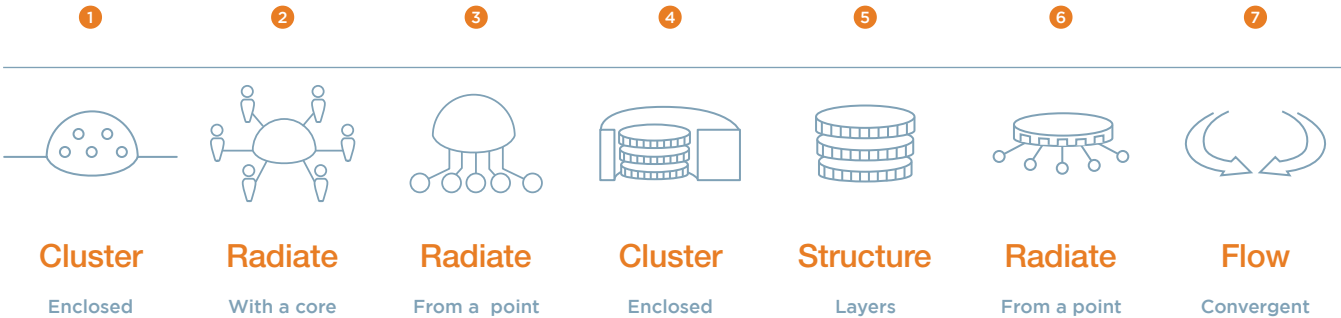 1 2 3 4 5 6 7
Cluster Radiate Radiate Cluster Structure Radiate Flow
Enclosed With a core From a point Enclosed Layers From a point Convergent